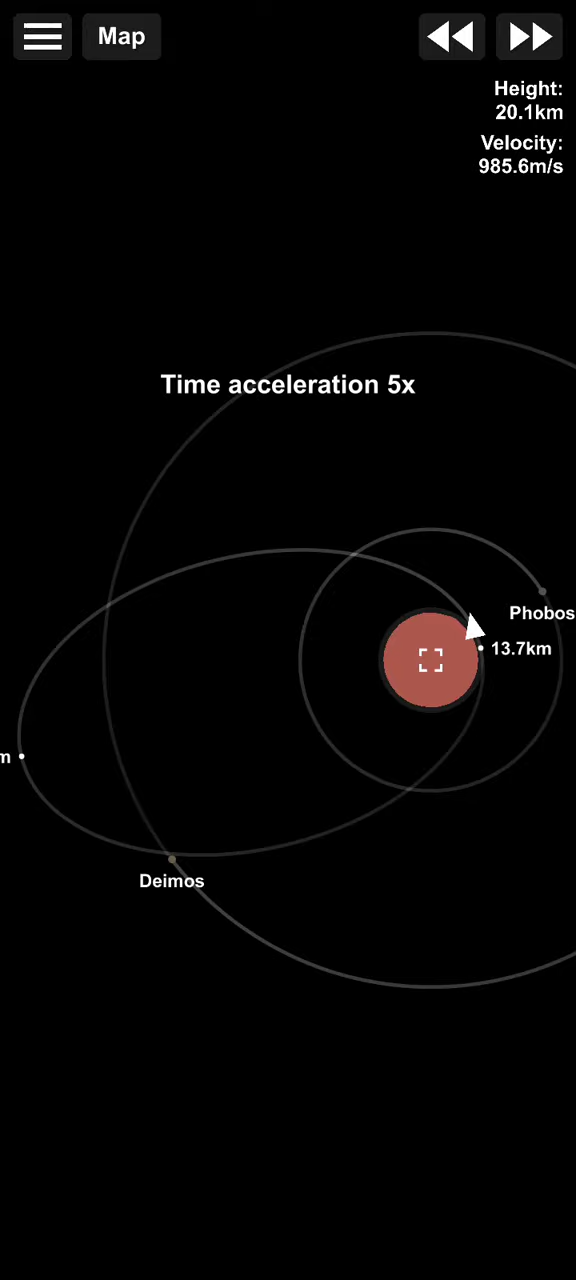 Map
Height:
20.1km
Velocity:
985.6m/s
Time acceleration 5x
Phobos
13.7km
m
Deimos